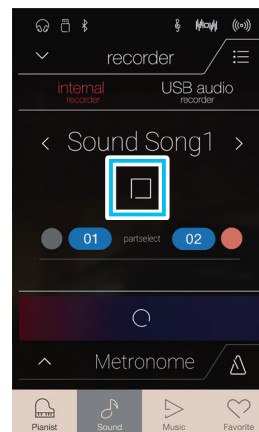 recorder
internal
recorder
USB audio
recorder
< Sound Song1 >
01 partselect 02
Metronome
Pianist Sound Music Favorite